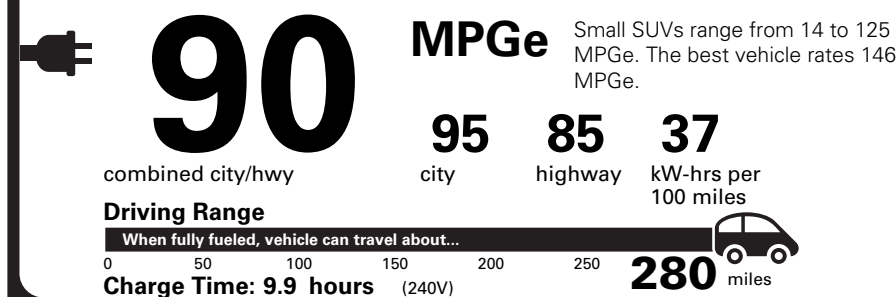 90
MPGe
Small SUVs range from 14 to 125
MPGe. The best vehicle rates 146
MPGe.
combined city/hwy
95
city
85
highway
37
kW-hrs per
100 miles
Driving Range
When fully fueled, vehicle can travel about...
0 50 100 150 200 250 280 miles
Charge Time: 9.9 hours (240V)